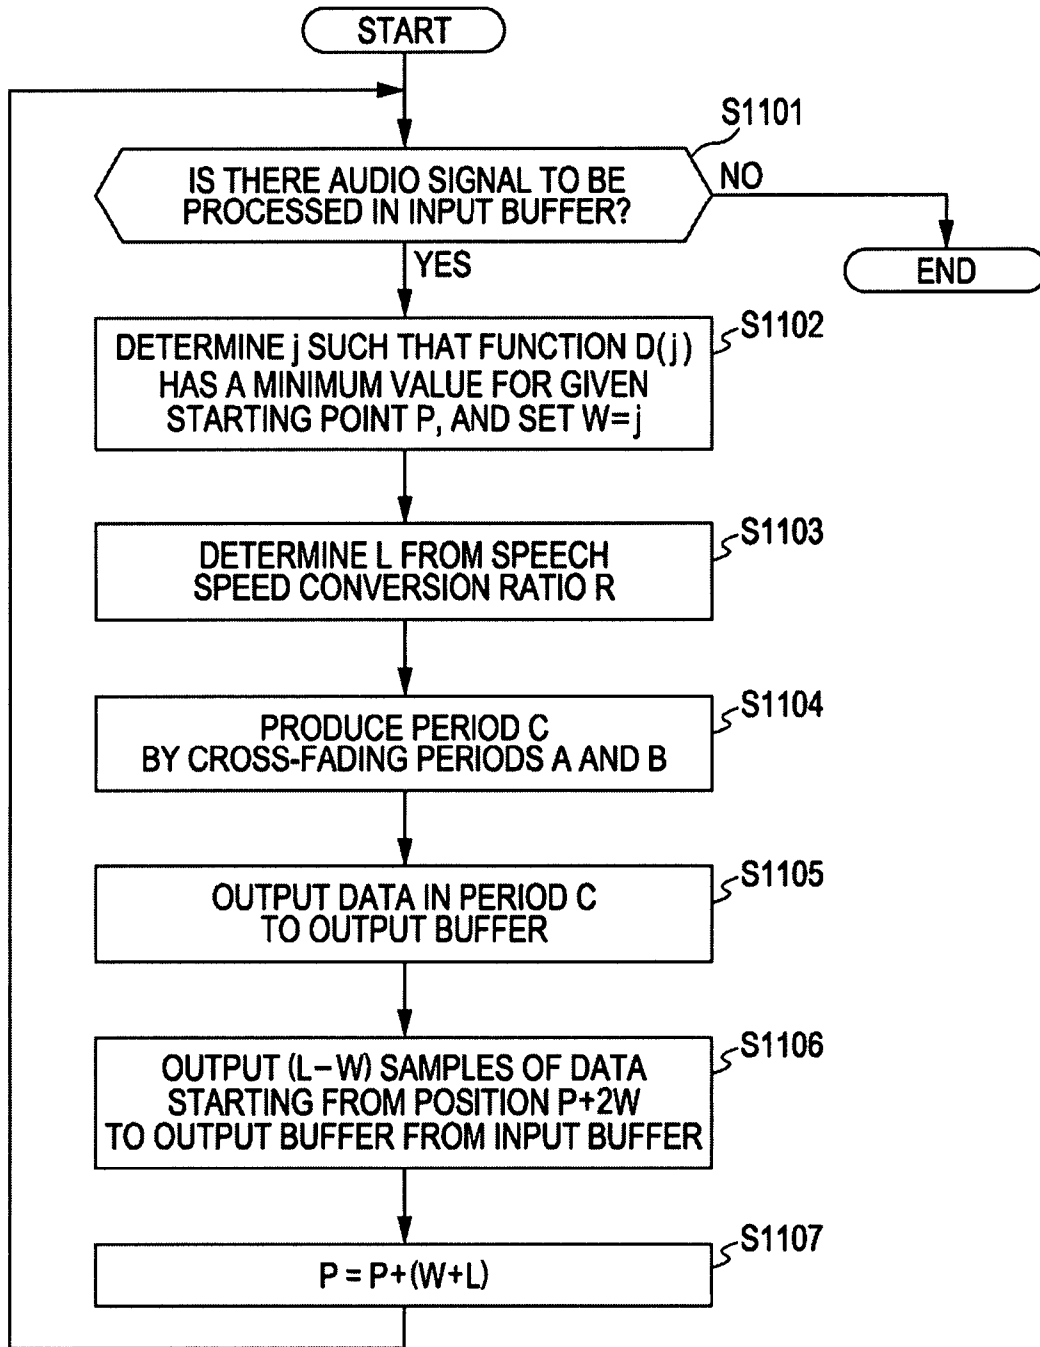 START
S1101
IS THERE AUDIO SIGNAL TO BE
PROCESSED IN INPUT BUFFER?
NO
END
YES
S1102
DETERMINE j SUCH THAT FUNCTION D(j)
HAS A MINIMUM VALUE FOR GIVEN
STARTING POINT P, AND SET W=j
S1103
DETERMINE L FROM SPEECH
SPEED CONVERSION RATIO R
S1104
PRODUCE PERIOD C
BY CROSS-FADING PERIODS A AND B
S1105
OUTPUT DATA IN PERIOD C
TO OUTPUT BUFFER
S1106
OUTPUT (L-W) SAMPLES OF DATA
STARTING FROM POSITION P+2W
TO OUTPUT BUFFER FROM INPUT BUFFER
S1107
P = P+(W+L)